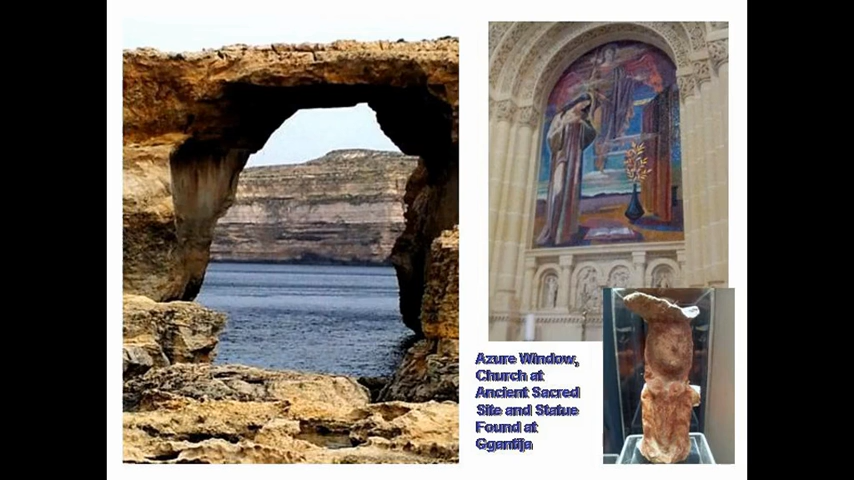 Azure Window,
Church at
Ancient Sacred
Site and Statue
Found at
Ggantija